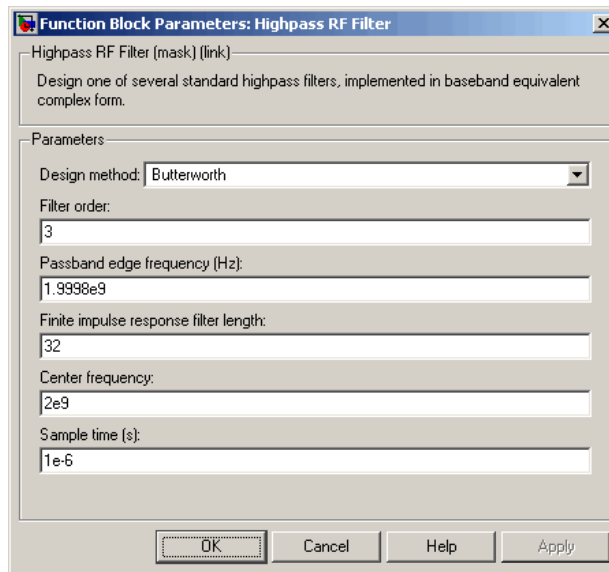 Function Block Parameters: Highpass RF Filter
Highpass RF Filter (mask) (link)
Design one of several standard highpass filters, implemented in baseband equivalent
complex form.
Parameters
Design method: Butterworth
Filter order:
3
Passband edge frequency (Hz):
1.9998e9
Finite impulse response filter length:
32
Center frequency:
2e9
Sample time (s):
1e-6
OK Cancel Help Apply